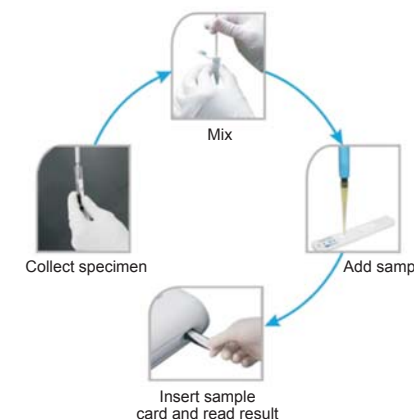 Mix
Collect specimen
Add samp
Insert sample
card and read result